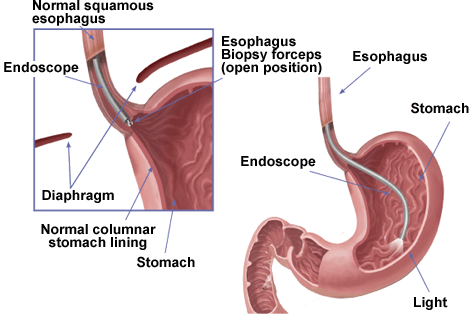 Normal squamous
esophagus
Endoscope
Esophagus
Biopsy forceps
(open position)
Diaphragm
Normal columnar
stomach lining
Stomach
Esophagus
Stomach
Endoscope
Light